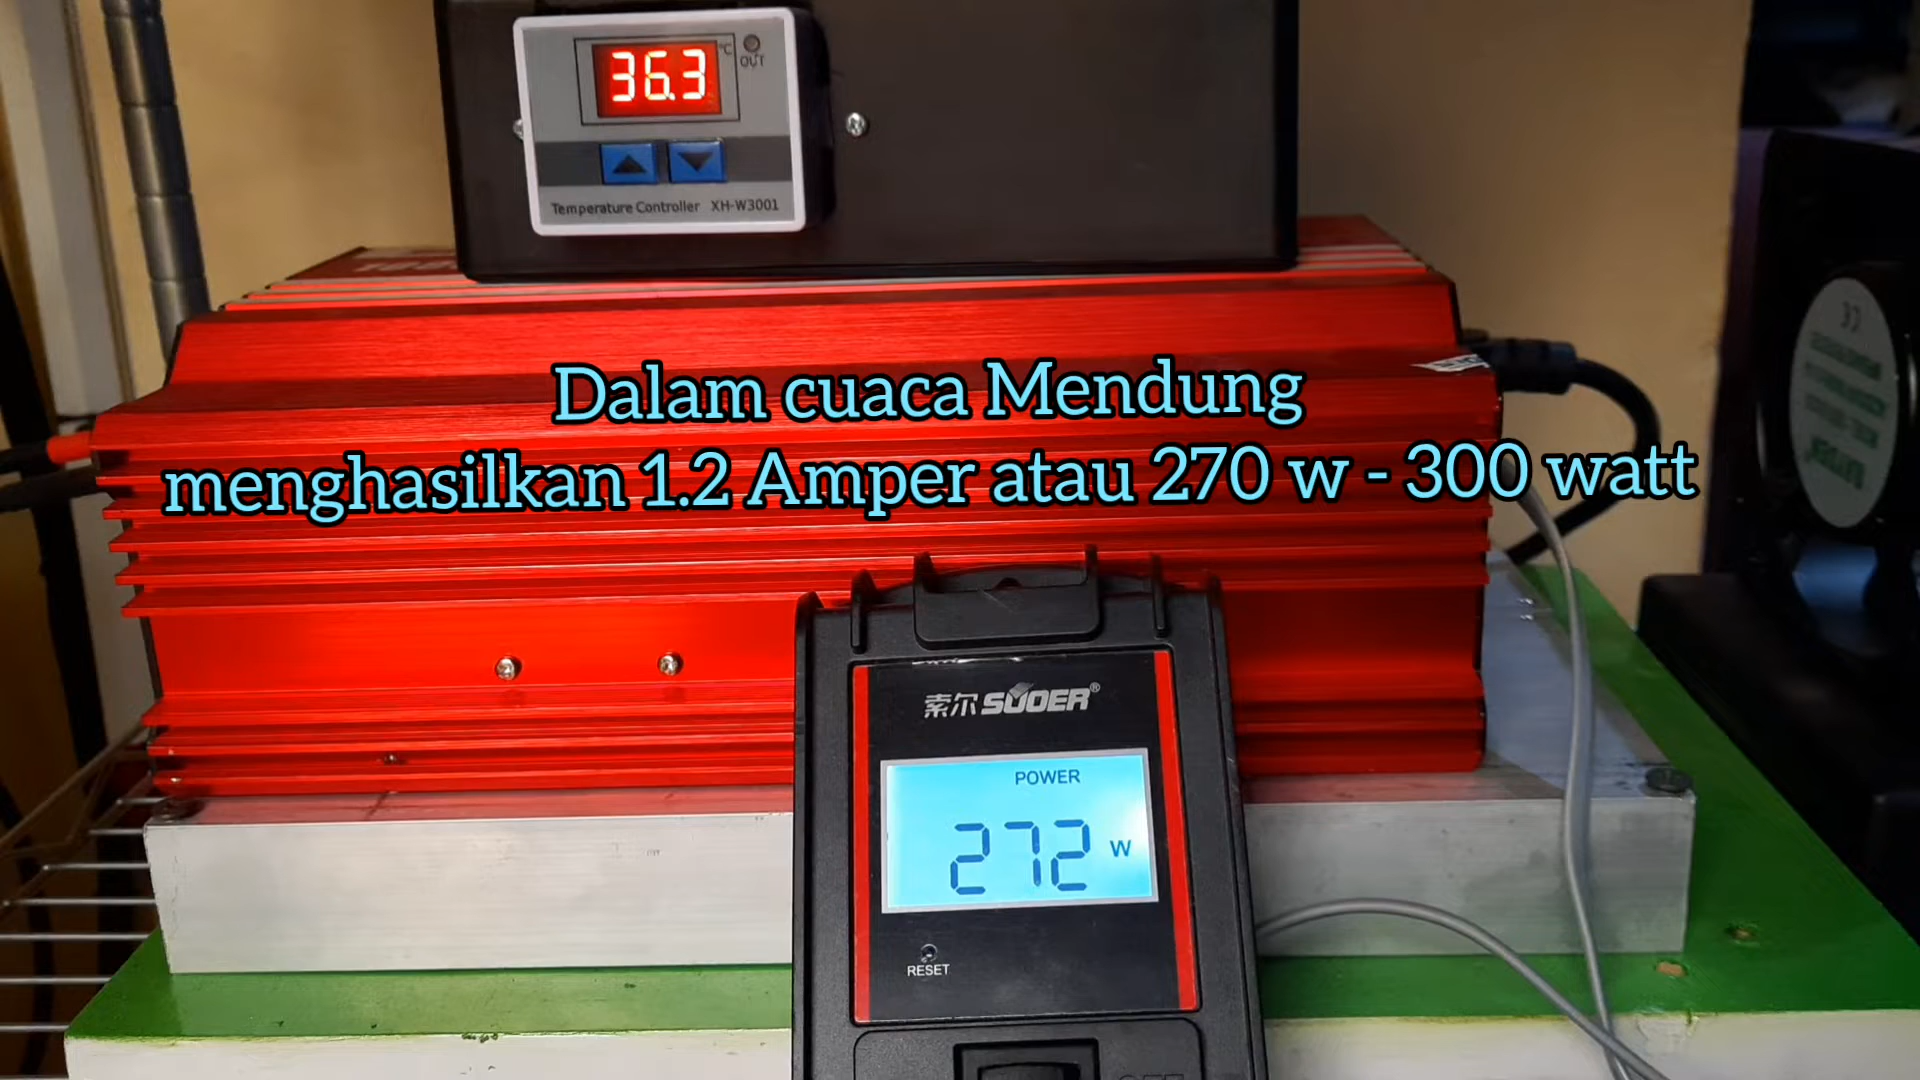 36.3
°C
OUT
Temperature Controller XH-W3001
Dalam cuaca Mendung
menghasilkan 1.2 Amper atau 270 w - 300 watt
索尔 SUOER®
POWER
272 W
RESET
CE